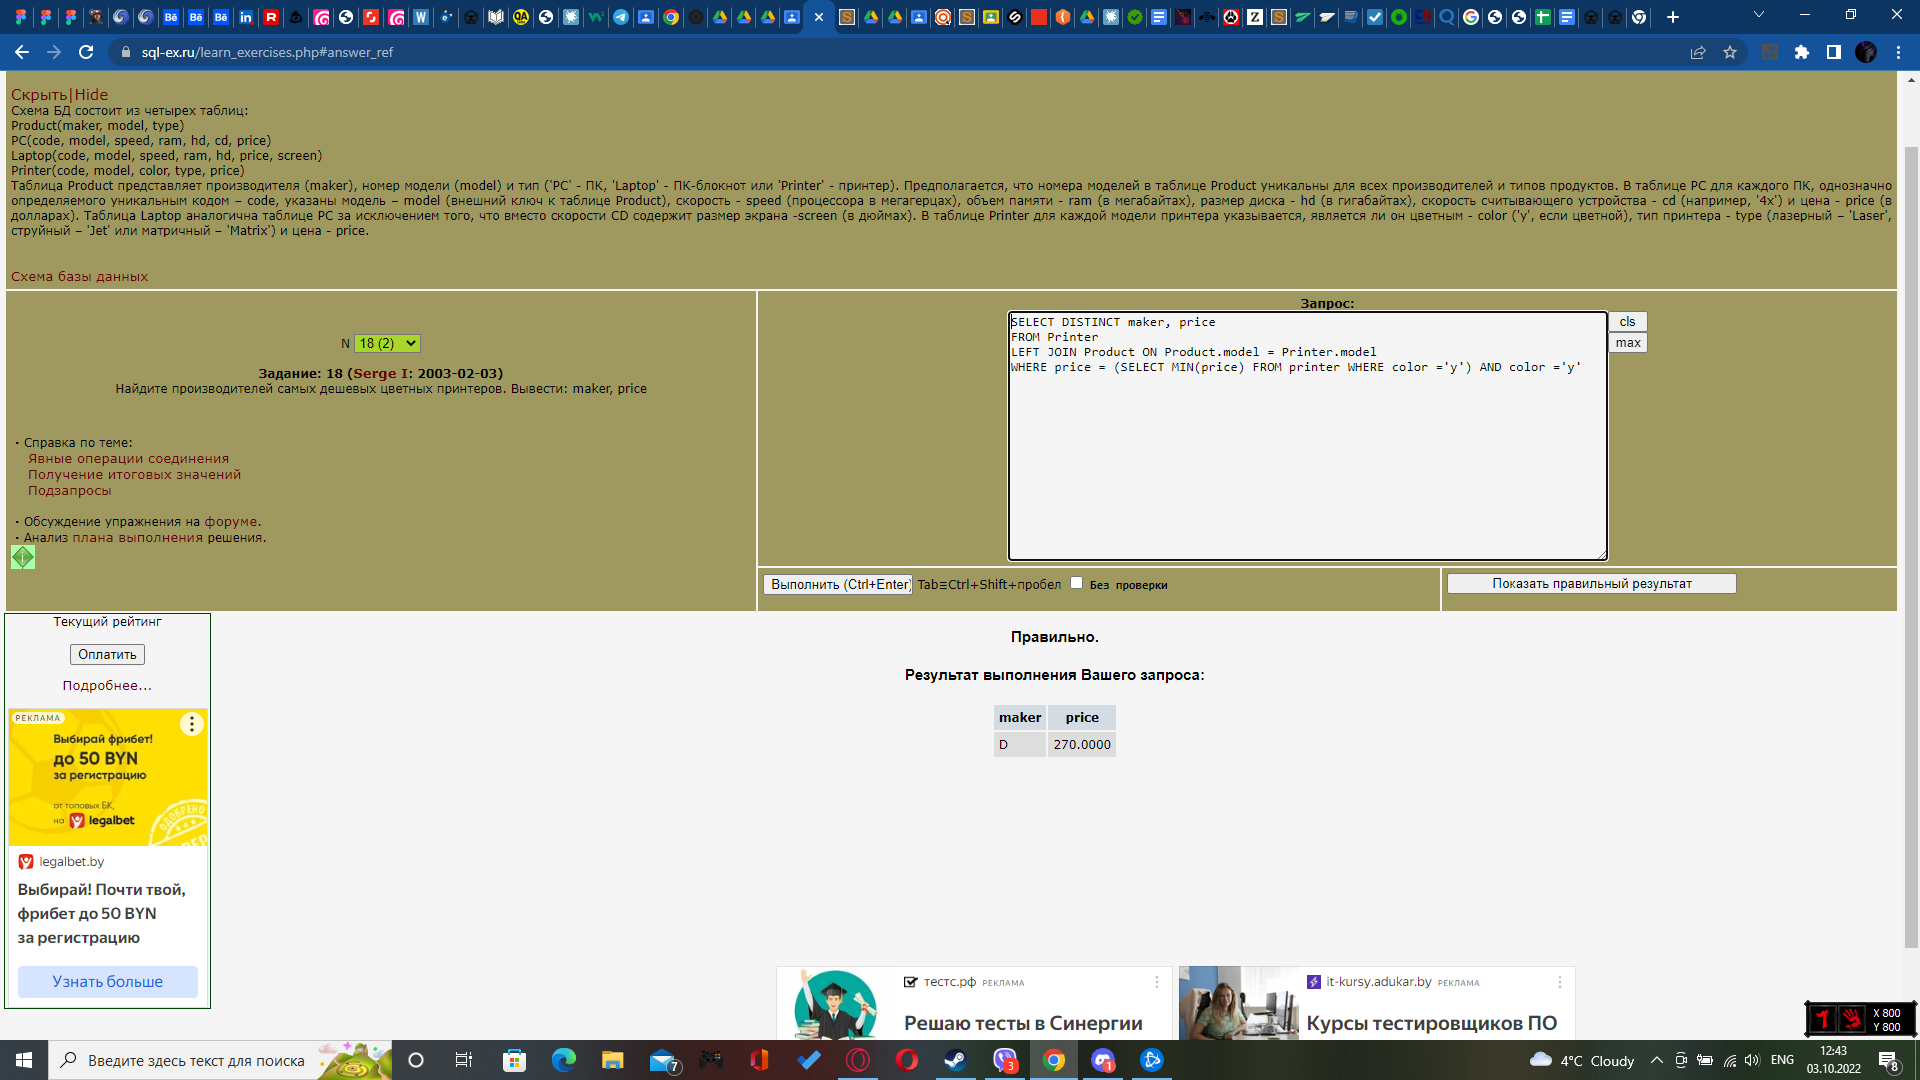 sql-ex.ru/learn_exercises.php#answer_ref
Скрыть|Hide
Схема БД состоит из четырех таблиц:
Product(maker, model, type)
PC(code, model, speed, ram, hd, cd, price)
Laptop(code, model, speed, ram, hd, price, screen)
Printer(code, model, color, type, price)
Таблица Product представляет производителя (maker), номер модели (model) и тип ('PC' - ПК, 'Laptop' - ПК-блокнот или 'Printer' - принтер). Предполагается, что номера моделей в таблице Product уникальны для всех производителей и типов продуктов. В таблице PC для каждого ПК, однозначно
определяемого уникальным кодом – code, указаны модель – model (внешний ключ к таблице Product), скорость - speed (процессора в мегагерцах), объем памяти - ram (в мегабайтах), размер диска - hd (в гигабайтах), скорость считывающего устройства - cd (например, '4x') и цена - price (в
долларах). Таблица Laptop аналогична таблице PC за исключением того, что вместо скорости CD содержит размер экрана -screen (в дюймах). В таблице Printer для каждой модели принтера указывается, является ли он цветным - color ('y', если цветной), тип принтера - type (лазерный – 'Laser',
струйный – 'Jet' или матричный – 'Matrix') и цена - price.
Схема базы данных
N 18 (2)
Задание: 18 (Serge I: 2003-02-03)
Найдите производителей самых дешевых цветных принтеров. Вывести: maker, price
• Справка по теме:
Явные операции соединения
Получение итоговых значений
Подзапросы
• Обсуждение упражнения на форуме.
• Анализ плана выполнения решения.
Запрос:
SELECT DISTINCT maker, price
FROM Printer
LEFT JOIN Product ON Product.model = Printer.model
WHERE price = (SELECT MIN(price) FROM printer WHERE color ='y') AND color ='y'
cls
max
Выполнить (Ctrl+Enter) Tab≡Ctrl+Shift+пробел Без проверки
Показать правильный результат
Текущий рейтинг
Оплатить
Подробнее...
Правильно.
Результат выполнения Вашего запроса:
maker price
D 270.0000
РЕКЛАМА
Выбирай фрибет!
до 50 BYN
за регистрацию
от топовых БК,
на legalbet
ОДОБРЕНО
legalbet.by
Выбирай! Почти твой,
фрибет до 50 BYN
за регистрацию
Узнать больше
тестс.рф РЕКЛАМА
Решаю тесты в Синергии
it-kursy.adukar.by РЕКЛАМА
Курсы тестировщиков ПО
X 800
Y 800
Введите здесь текст для поиска
7
3
1
4°C Cloudy
ENG
12:43
03.10.2022
8